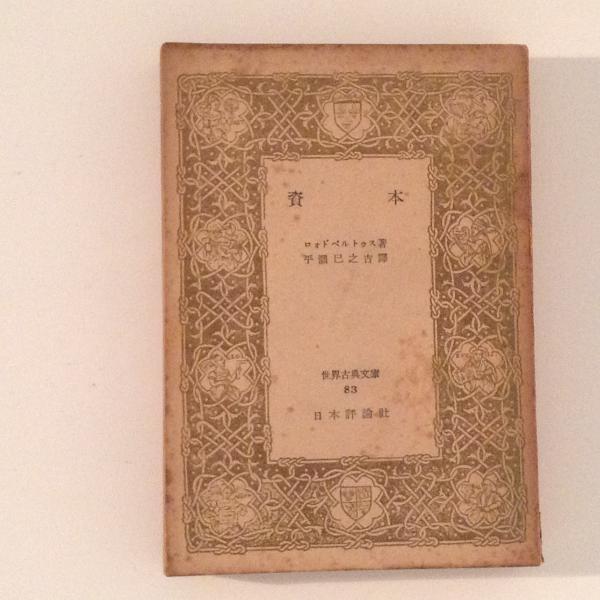 資本
ロォドベルトゥス著
平瀬巳之吉譯
世界古典文庫
83
日本評論社